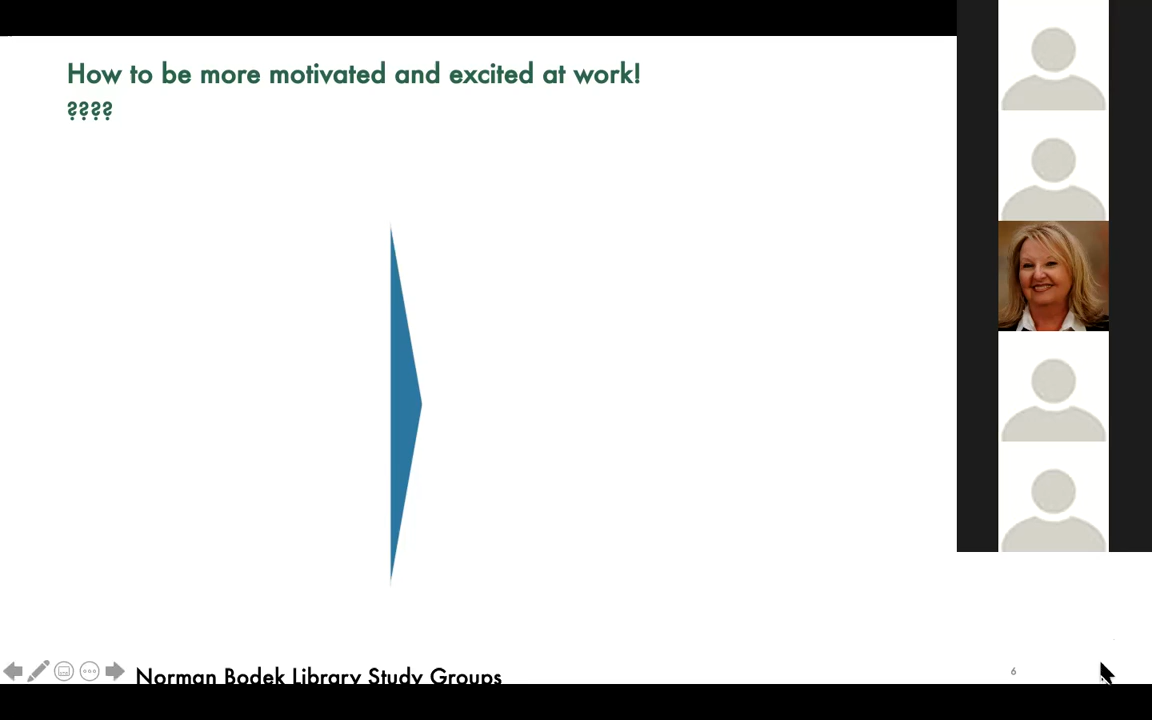 How to be more motivated and excited at work!
????
Norman Bodek Library Study Groups
6